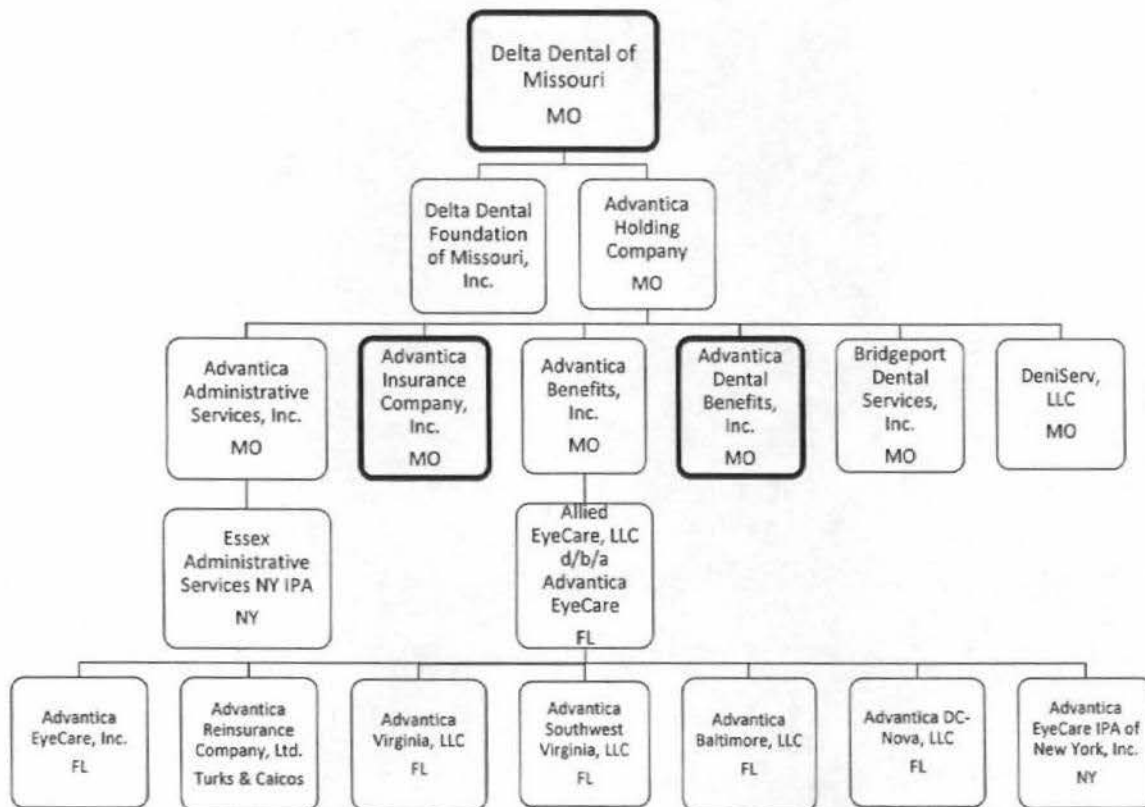 Delta Dental of
Missouri
MO
Delta Dental
Foundation
of Missouri,
Inc.
Advantica
Holding
Company
MO
Advantica
Administrative
Services, Inc.
MO
Advantica
Insurance
Company,
Inc.
MO
Advantica
Benefits,
Inc.
MO
Advantica
Dental
Benefits,
Inc.
MO
Bridgeport
Dental
Services,
Inc.
MO
DeniServ,
LLC
MO
Essex
Administrative
Services NY IPA
NY
Allied
EyeCare, LLC
d/b/a
Advantica
EyeCare
FL
Advantica
EyeCare, Inc.
FL
Advantica
Reinsurance
Company, Ltd.
Turks & Caicos
Advantica
Virginia, LLC
FL
Advantica
Southwest
Virginia, LLC
FL
Advantica
Baltimore, LLC
FL
Advantica DC-
Nova, LLC
FL
Advantica
EyeCare IPA of
New York, Inc.
NY